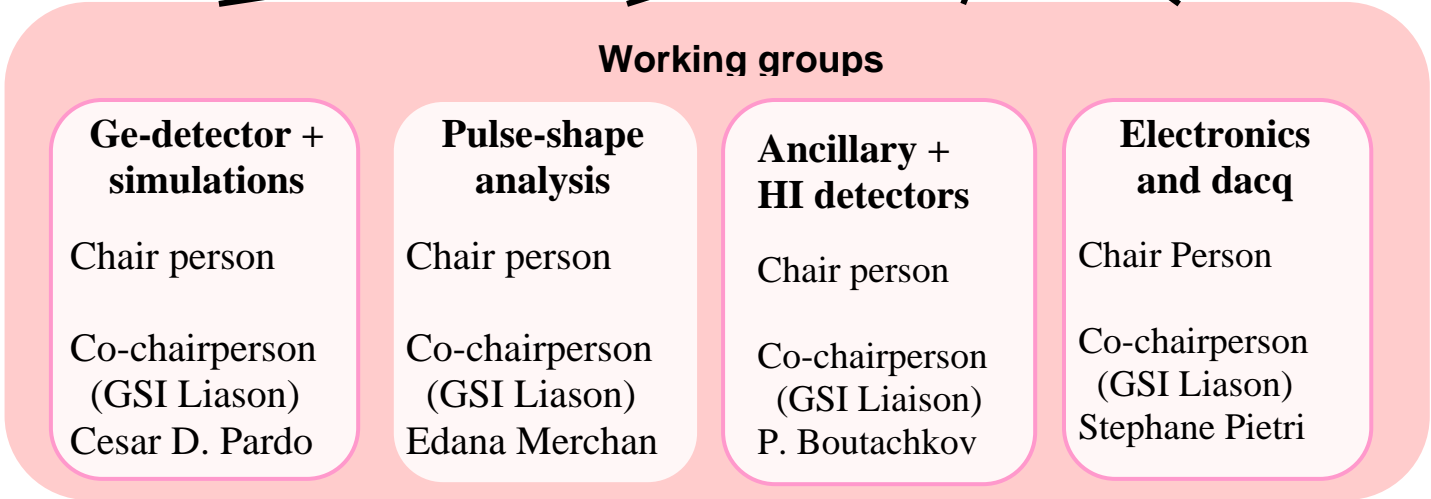 Working groups
Ge-detector +
simulations
Chair person
Co-chairperson
(GSI Liason)
Cesar D. Pardo
Pulse-shape
analysis
Chair person
Co-chairperson
(GSI Liason)
Edana Merchan
Ancillary +
HI detectors
Chair person
Co-chairperson
(GSI Liaison)
P. Boutachkov
Electronics
and dacq
Chair Person
Co-chairperson
(GSI Liason)
Stephane Pietri